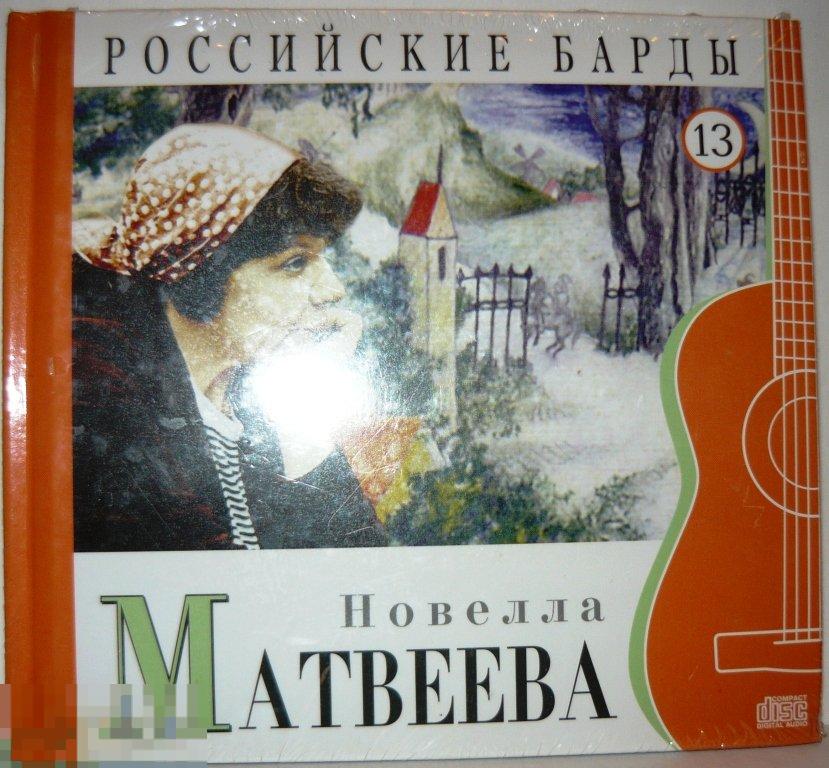 РОССИЙСКИЕ БАРДЫ
13
Новелла
МАТВЕЕВА
COMPACT
disc
DIGITAL AUDIO